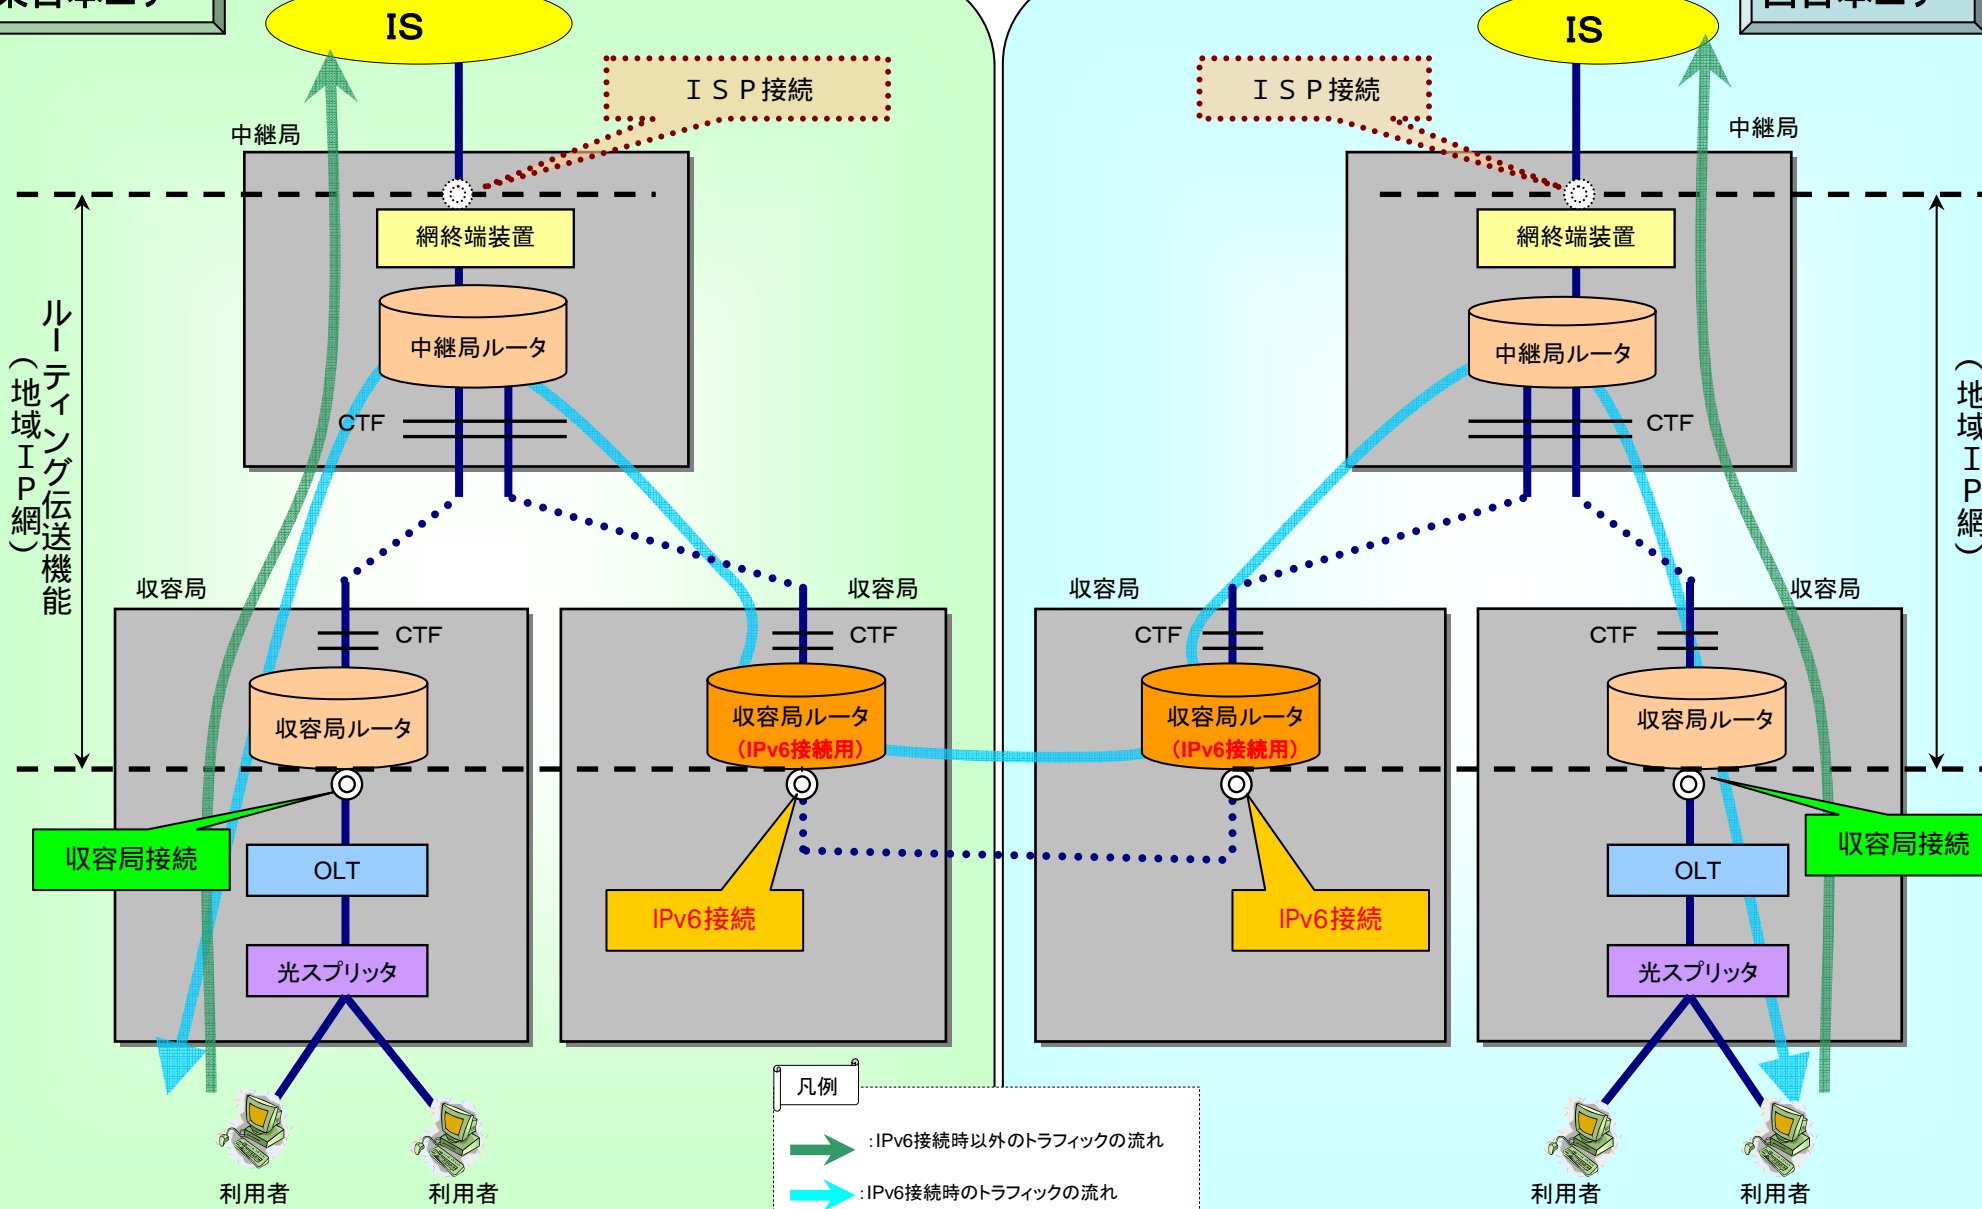 IS
ＩＳＰ接続
中継局
網終端装置
中継局ルータ
CTF
ルーティング伝送機能
（地域ＩＰ網）
収容局
CTF
収容局ルータ
収容局接続
OLT
光スプリッタ
利用者
利用者
収容局
CTF
収容局ルータ
（IPv6接続用）
IPv6接続
IS
ＩＳＰ接続
中継局
網終端装置
中継局ルータ
CTF
（地域ＩＰ網）
収容局
CTF
収容局ルータ
（IPv6接続用）
IPv6接続
収容局
CTF
収容局ルータ
収容局接続
OLT
光スプリッタ
利用者
利用者
凡例
:IPv6接続時以外のトラフィックの流れ
:IPv6接続時のトラフィックの流れ